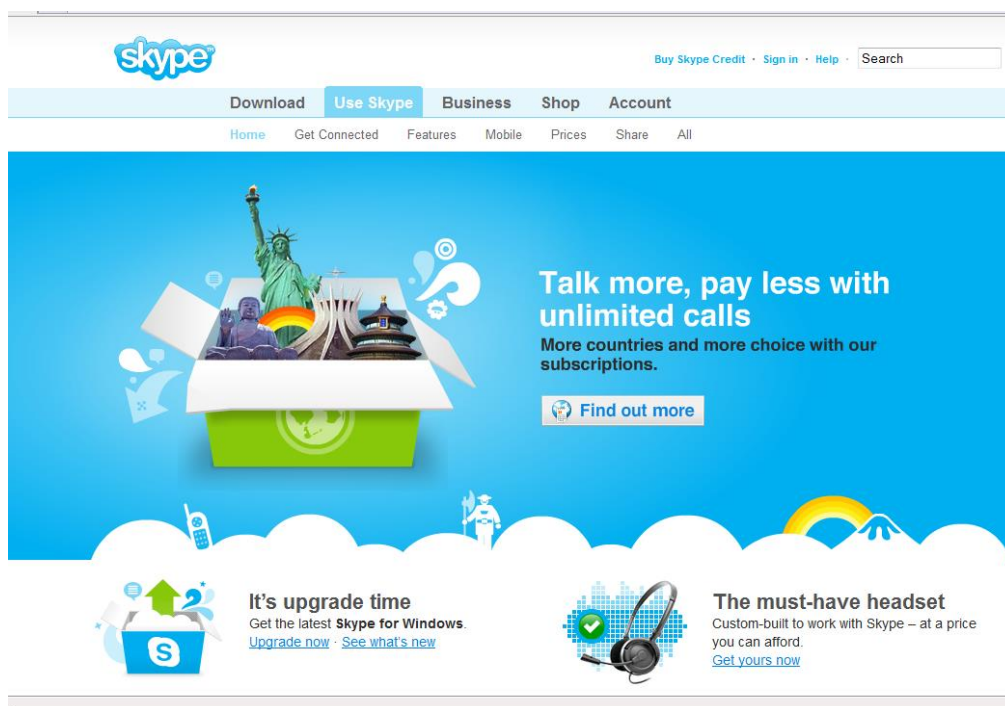 skype
Buy Skype Credit · Sign in · Help · Search
Download Use Skype Business Shop Account
Home Get Connected Features Mobile Prices Share All
Talk more, pay less with
unlimited calls
More countries and more choice with our
subscriptions.
Find out more
It's upgrade time
Get the latest Skype for Windows.
Upgrade now · See what's new
S
The must-have headset
Custom-built to work with Skype – at a price
you can afford.
Get yours now